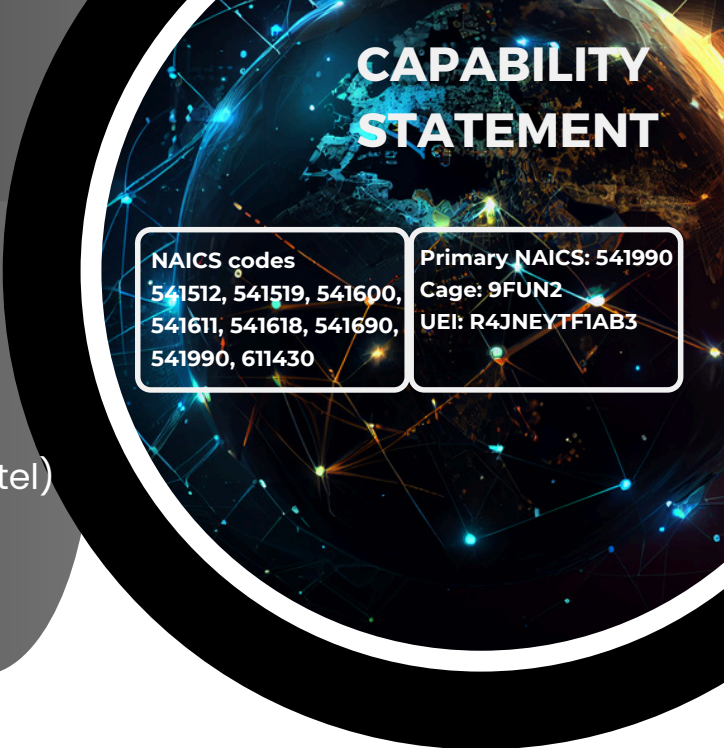 CAPABILITY
STATEMENT
NAICS codes
541512, 541519, 541600,
541611, 541618, 541690,
541990, 611430
Primary NAICS: 541990
Cage: 9FUN2
UEI: R4JNEYTF1AB3
tel)